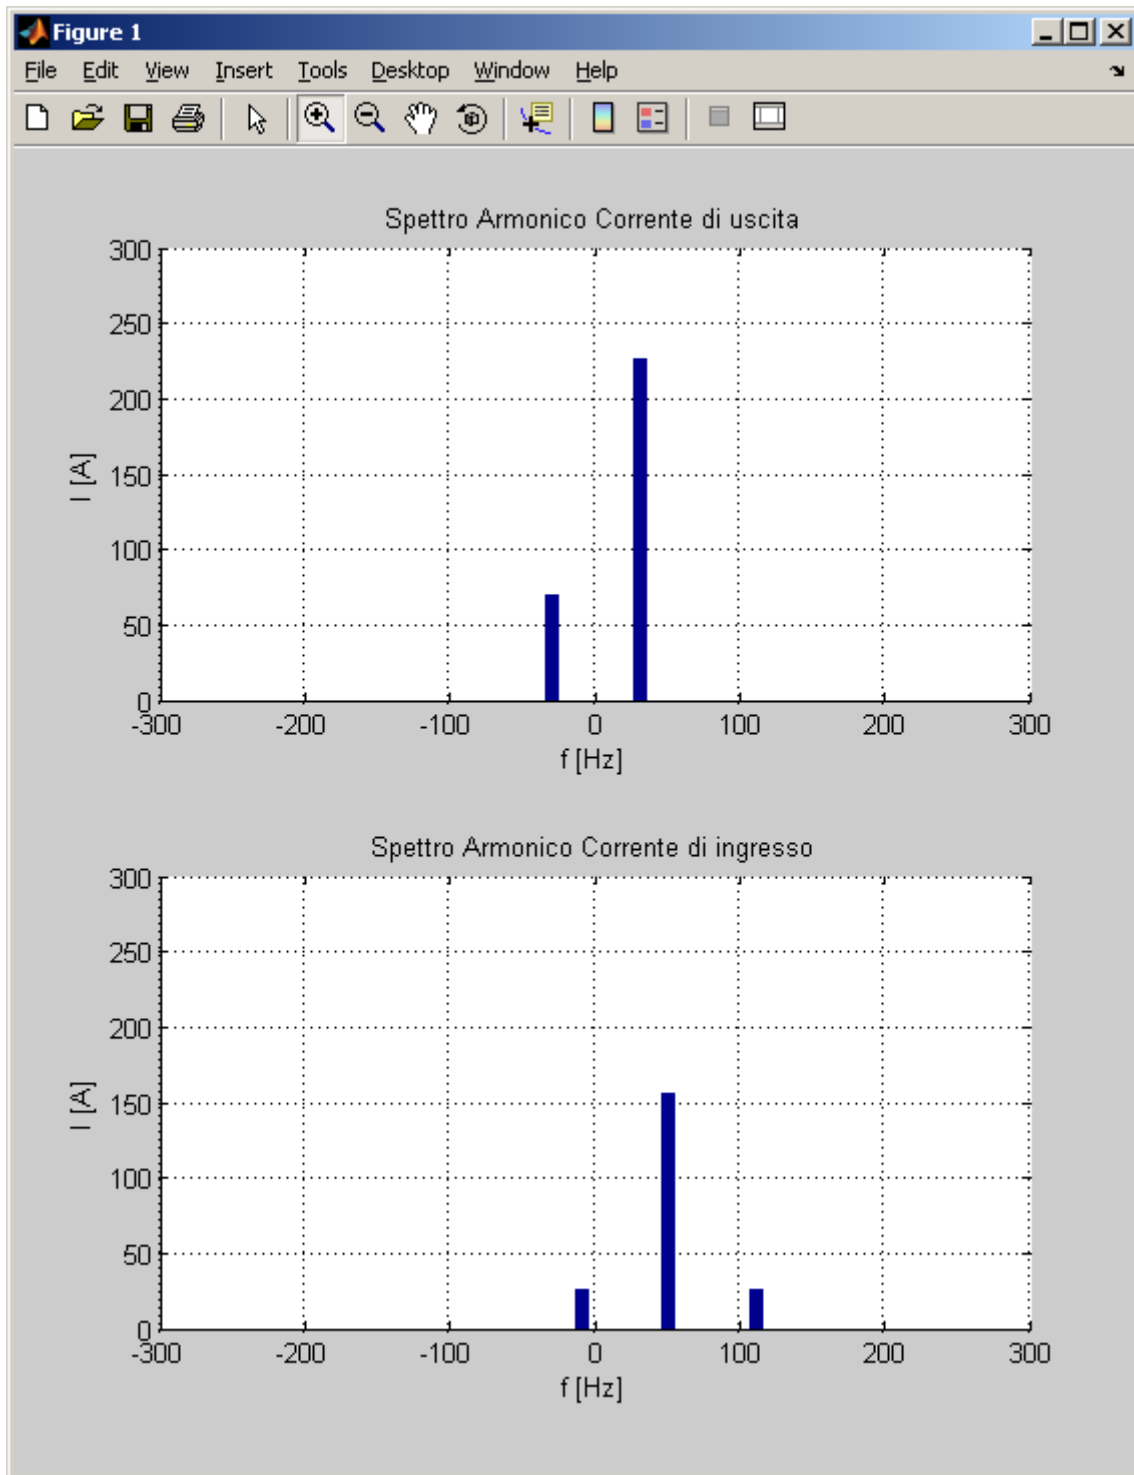 Figure 1
File Edit View Insert Tools Desktop Window Help
Spettro Armonico Corrente di uscita
300
250
200
150
100
50
0
I [A]
-300 -200 -100 0 100 200 300
f [Hz]
Spettro Armonico Corrente di ingresso
300
250
200
150
100
50
0
I [A]
-300 -200 -100 0 100 200 300
f [Hz]